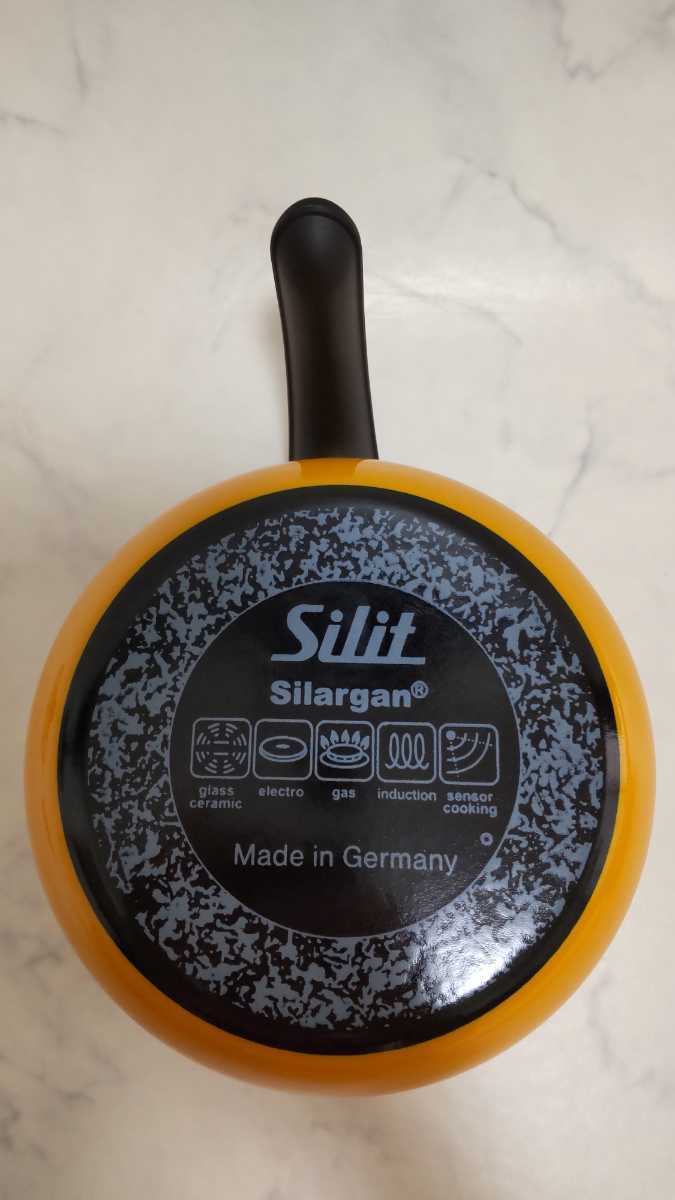 Silit
Silargan®
glass ceramic electro gas induction sensor cooking
Made in Germany